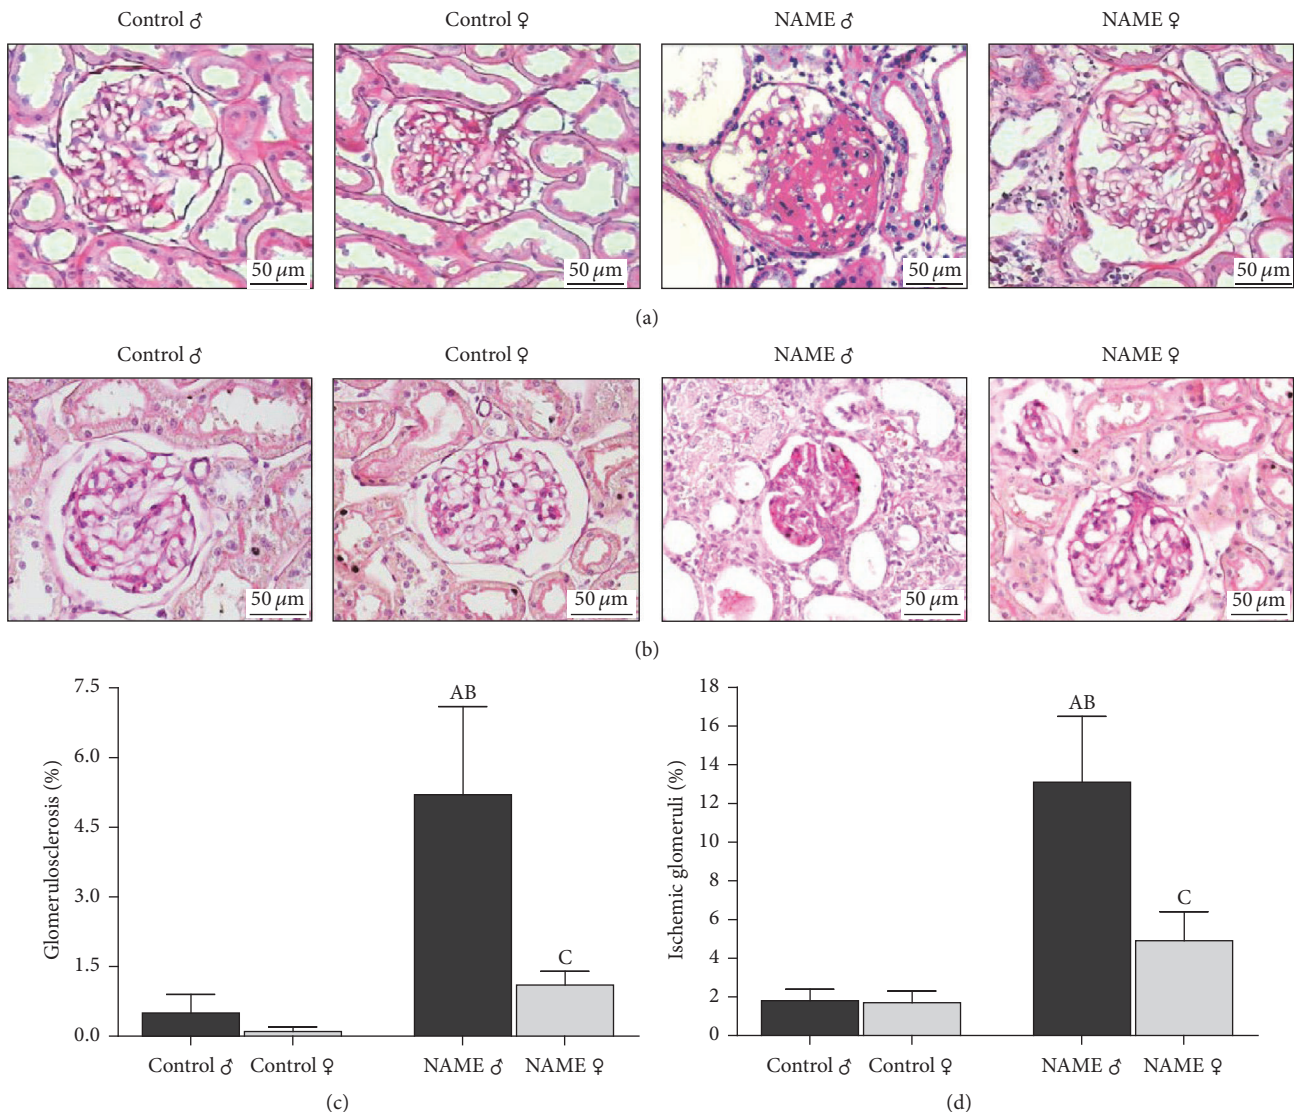 Control ♂ Control ♀ NAME ♂ NAME ♀
50 μm 50 μm 50 μm 50 μm
(a)
Control ♂ Control ♀ NAME ♂ NAME ♀
50 μm 50 μm 50 μm 50 μm
(b)
Glomerulosclerosis (%)
7.5
6.0
4.5
3.0
1.5
0.0
AB
C
Control ♂ Control ♀ NAME ♂ NAME ♀
(c)
Ischemic glomeruli (%)
18
16
14
12
10
8
6
4
2
0
AB
C
Control ♂ Control ♀ NAME ♂ NAME ♀
(d)